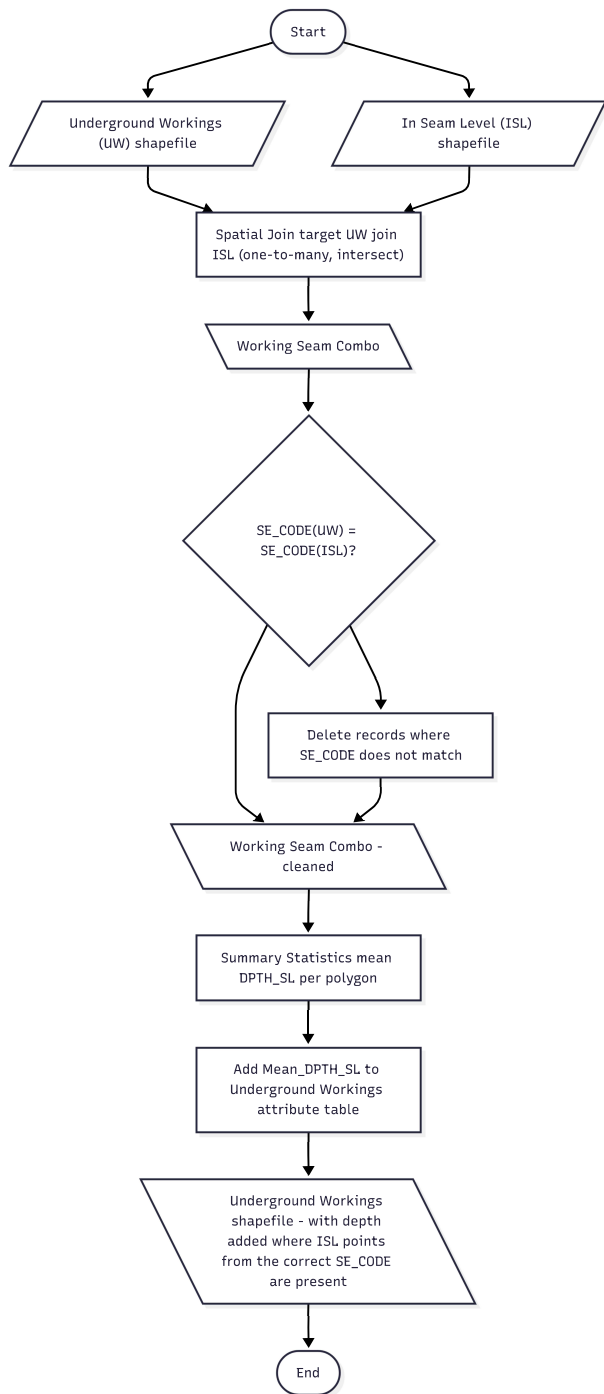 Start
Underground Workings
(UW) shapefile
In Seam Level (ISL)
shapefile
Spatial Join target UW join
ISL (one-to-many, intersect)
Working Seam Combo
SE_CODE(UW) =
SE_CODE(ISL)?
Delete records where
SE_CODE does not match
Working Seam Combo -
cleaned
Summary Statistics mean
DPTH_SL per polygon
Add Mean_DPTH_SL to
Underground Workings
attribute table
Underground Workings
shapefile - with depth
added where ISL points
from the correct SE_CODE
are present
End